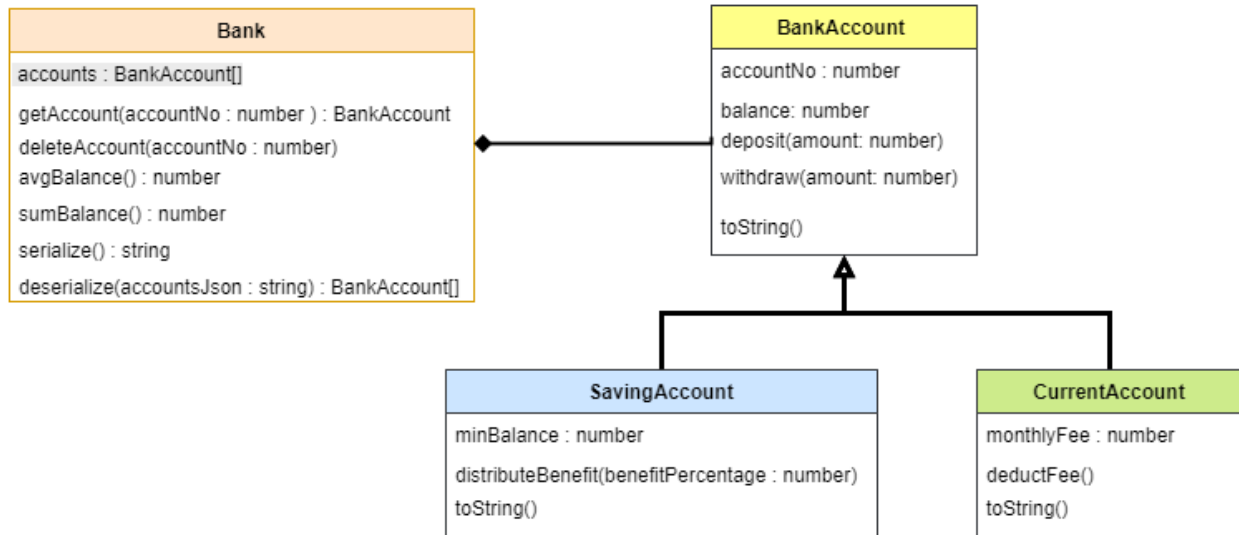 Bank
accounts : BankAccount[]
getAccount(accountNo : number ) : BankAccount
deleteAccount(accountNo : number)
avgBalance() : number
sumBalance() : number
serialize() : string
deserialize(accountsJson : string) : BankAccount[]
BankAccount
accountNo : number
balance: number
deposit(amount: number)
withdraw(amount: number)
toString()
SavingAccount
minBalance : number
distributeBenefit(benefitPercentage : number)
toString()
CurrentAccount
monthlyFee : number
deductFee()
toString()